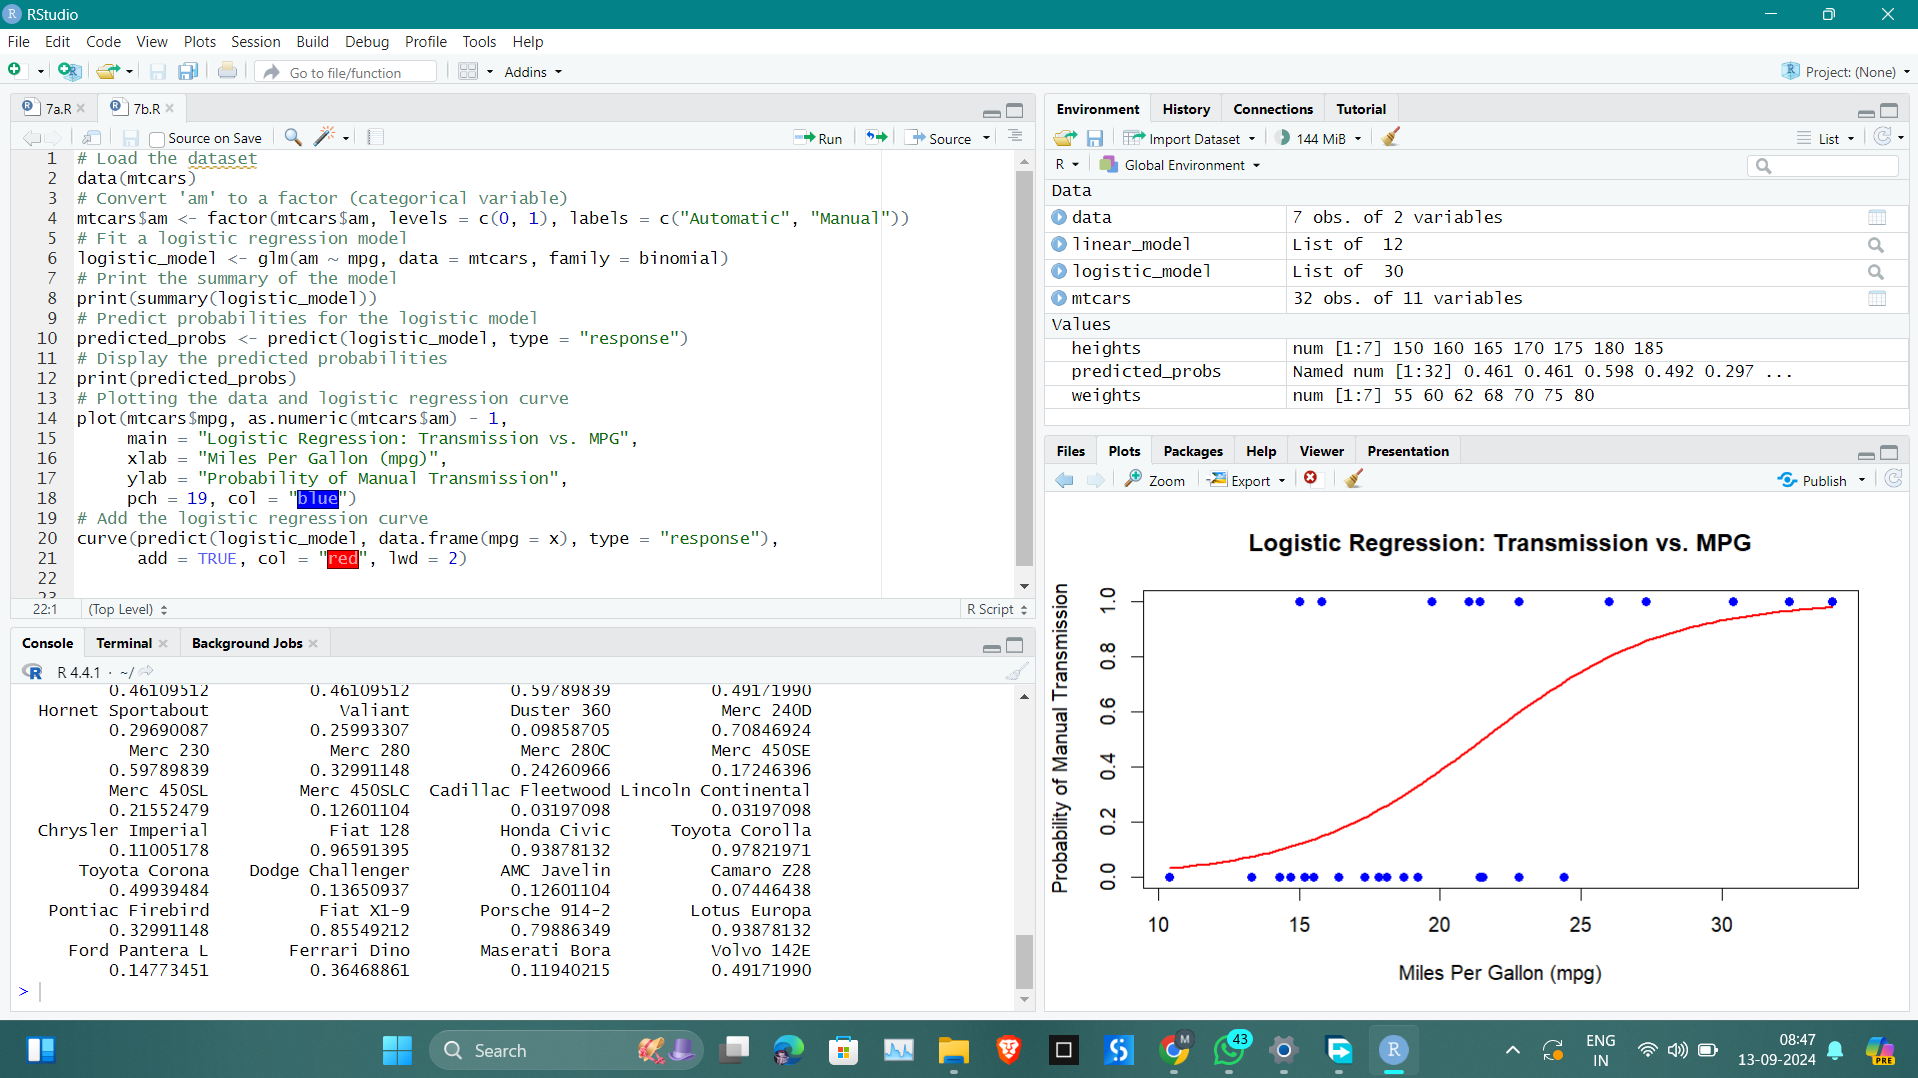 RStudio
File Edit Code View Plots Session Build Debug Profile Tools Help
Go to file/function Addins Project: (None)
7a.R 7b.R
Source on Save Run Source
1 # Load the dataset
2 data(mtcars)
3 # Convert 'am' to a factor (categorical variable)
4 mtcars$am <- factor(mtcars$am, levels = c(0, 1), labels = c("Automatic", "Manual"))
5 # Fit a logistic regression model
6 logistic_model <- glm(am ~ mpg, data = mtcars, family = binomial)
7 # Print the summary of the model
8 print(summary(logistic_model))
9 # Predict probabilities for the logistic model
10 predicted_probs <- predict(logistic_model, type = "response")
11 # Display the predicted probabilities
12 print(predicted_probs)
13 # Plotting the data and logistic regression curve
14 plot(mtcars$mpg, as.numeric(mtcars$am) - 1,
15 main = "Logistic Regression: Transmission vs. MPG",
16 xlab = "Miles Per Gallon (mpg)",
17 ylab = "Probability of Manual Transmission",
18 pch = 19, col = "blue")
19 # Add the logistic regression curve
20 curve(predict(logistic_model, data.frame(mpg = x), type = "response"),
21 add = TRUE, col = "red", lwd = 2)
22
23
22:1 (Top Level) R Script
Console Terminal Background Jobs
R 4.4.1 · ~/
0.46109512 0.46109512 0.59789839 0.49171990
Hornet Sportabout Valiant Duster 360 Merc 240D
0.29690087 0.25993307 0.09858705 0.70846924
Merc 230 Merc 280 Merc 280C Merc 450SE
0.59789839 0.32991148 0.24260966 0.17246396
Merc 450SL Merc 450SLC Cadillac Fleetwood Lincoln Continental
0.21552479 0.12601104 0.03197098 0.03197098
Chrysler Imperial Fiat 128 Honda Civic Toyota Corolla
0.11005178 0.96591395 0.93878132 0.97821971
Toyota Corona Dodge Challenger AMC Javelin Camaro Z28
0.49939484 0.13650937 0.12601104 0.07446438
Pontiac Firebird Fiat X1-9 Porsche 914-2 Lotus Europa
0.32991148 0.85549212 0.79886349 0.93878132
Ford Pantera L Ferrari Dino Maserati Bora Volvo 142E
0.14773451 0.36468861 0.11940215 0.49171990
>
Environment History Connections Tutorial
Import Dataset 144 MiB List
R Global Environment
Data
data 7 obs. of 2 variables
linear_model List of 12
logistic_model List of 30
mtcars 32 obs. of 11 variables
Values
heights num [1:7] 150 160 165 170 175 180 185
predicted_probs Named num [1:32] 0.461 0.461 0.598 0.492 0.297 ...
weights num [1:7] 55 60 62 68 70 75 80
Files Plots Packages Help Viewer Presentation
Zoom Export Publish
Logistic Regression: Transmission vs. MPG
Probability of Manual Transmission
1.0
0.8
0.6
0.4
0.2
0.0
10 15 20 25 30
Miles Per Gallon (mpg)
Search
M
43
R
ENG
IN
08:47
13-09-2024
PRE